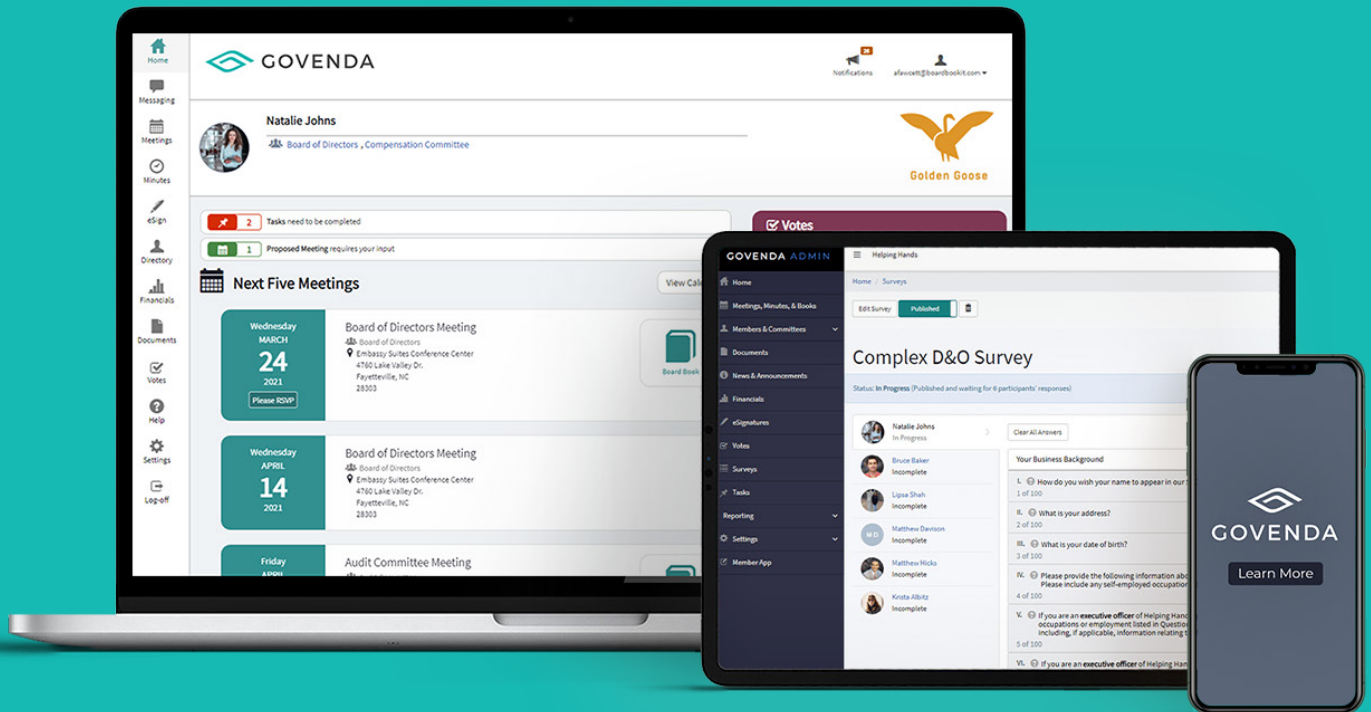 Home
Messaging
Meetings
Minutes
eSign
Directory
Financials
Documents
Votes
Help
Settings
Log-off
GOVENDA
26
Notifications
afawcett@boardbookit.com
Natalie Johns
Board of Directors , Compensation Committee
Golden Goose
2 Tasks need to be completed
1 Proposed Meeting requires your input
Votes
Next Five Meetings
View Cal
Wednesday
MARCH
24
2021
Please RSVP
Board of Directors Meeting
Board of Directors
Embassy Suites Conference Center
4760 Lake Valley Dr.
Fayetteville, NC
28303
Board Book
Wednesday
APRIL
14
2021
Board of Directors Meeting
Board of Directors
Embassy Suites Conference Center
4760 Lake Valley Dr.
Fayetteville, NC
28303
Friday
APRIL
Audit Committee Meeting
GOVENDA ADMIN
Home
Meetings, Minutes, & Books
Members & Committees
Documents
News & Announcements
Financials
eSignatures
Votes
Surveys
Tasks
Reporting
Settings
Member App
Helping Hands
Home / Surveys
Edit Survey
Published
Complex D&O Survey
Status: In Progress (Published and waiting for 6 participants' responses)
Natalie Johns
In Progress
Bruce Baker
Incomplete
Lipsa Shah
Incomplete
MD
Matthew Davison
Incomplete
Matthew Hicks
Incomplete
Krista Albitz
Incomplete
Clear All Answers
Your Business Background
I. How do you wish your name to appear in our
1 of 100
II. What is your address?
2 of 100
III. What is your date of birth?
3 of 100
IV. Please provide the following information
Please include any self-employed occupation
4 of 100
V. If you are an executive officer of Helping Hand
occupations or employment listed in Question
including, if applicable, information relating
5 of 100
VI. If you are an executive officer of Helping Han
GOVENDA
Learn More